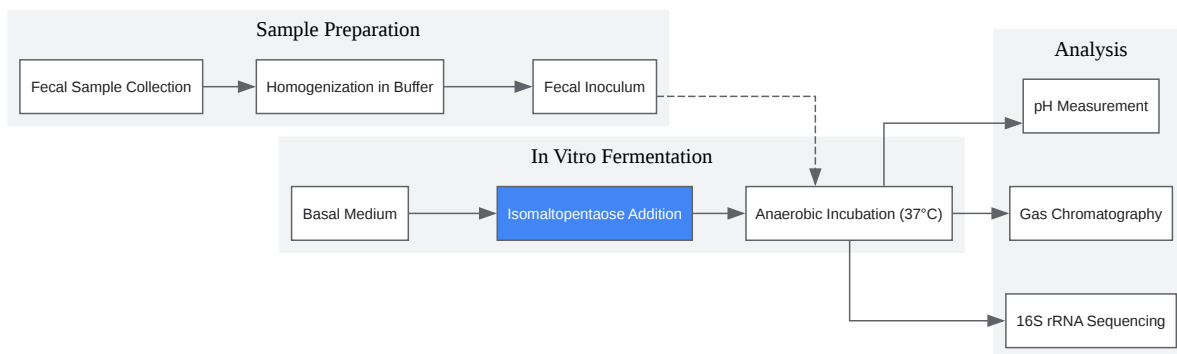 Sample Preparation
Fecal Sample Collection
Homogenization in Buffer
Fecal Inoculum
In Vitro Fermentation
Basal Medium
Isomaltopentaose Addition
Anaerobic Incubation (37°C)
Analysis
pH Measurement
Gas Chromatography
16S rRNA Sequencing